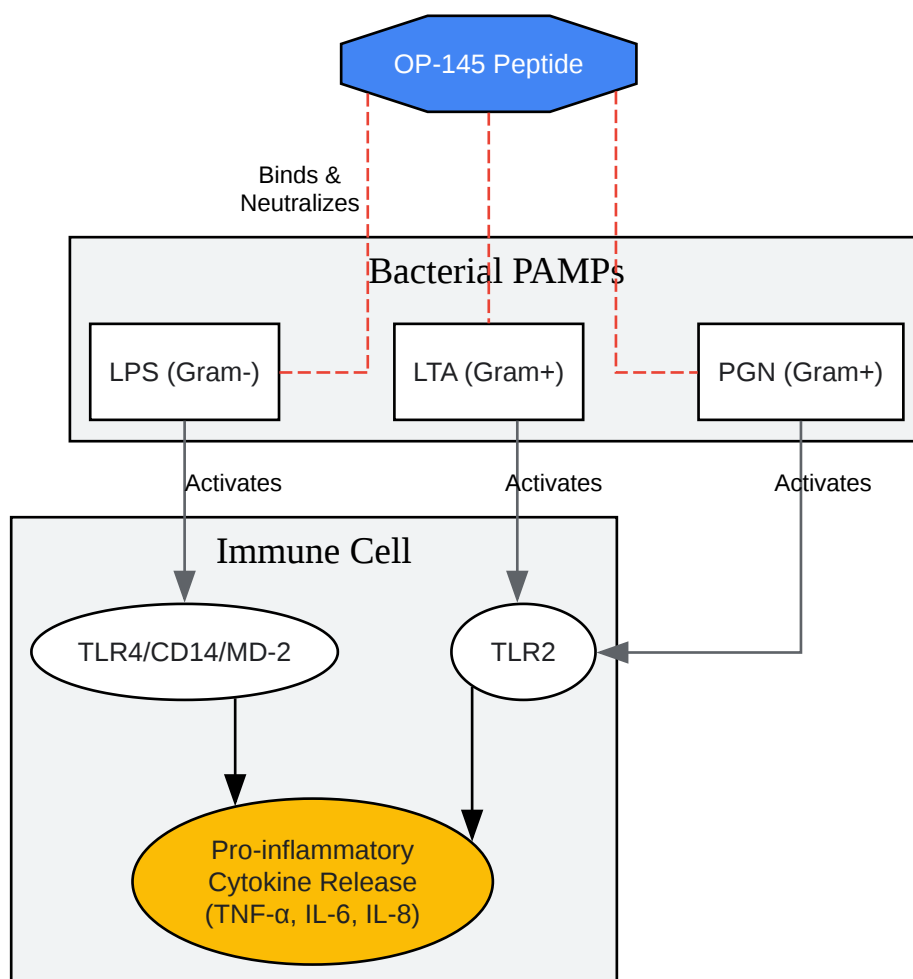 OP-145 Peptide
Binds &
Neutralizes
Bacterial PAMPs
LPS (Gram-)
LTA (Gram+)
PGN (Gram+)
Activates
Activates
Activates
Immune Cell
TLR4/CD14/MD-2
TLR2
Pro-inflammatory
Cytokine Release
(TNF-α, IL-6, IL-8)